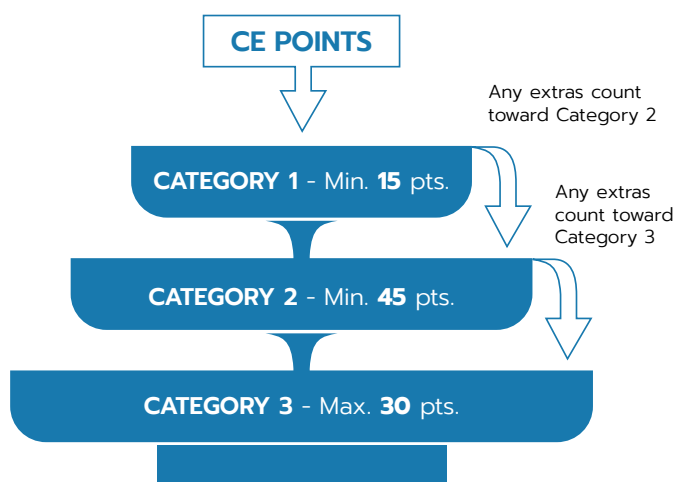 CE POINTS
Any extras count
toward Category 2
CATEGORY 1 - Min. 15 pts.
Any extras
count toward
Category 3
CATEGORY 2 - Min. 45 pts.
CATEGORY 3 - Max. 30 pts.